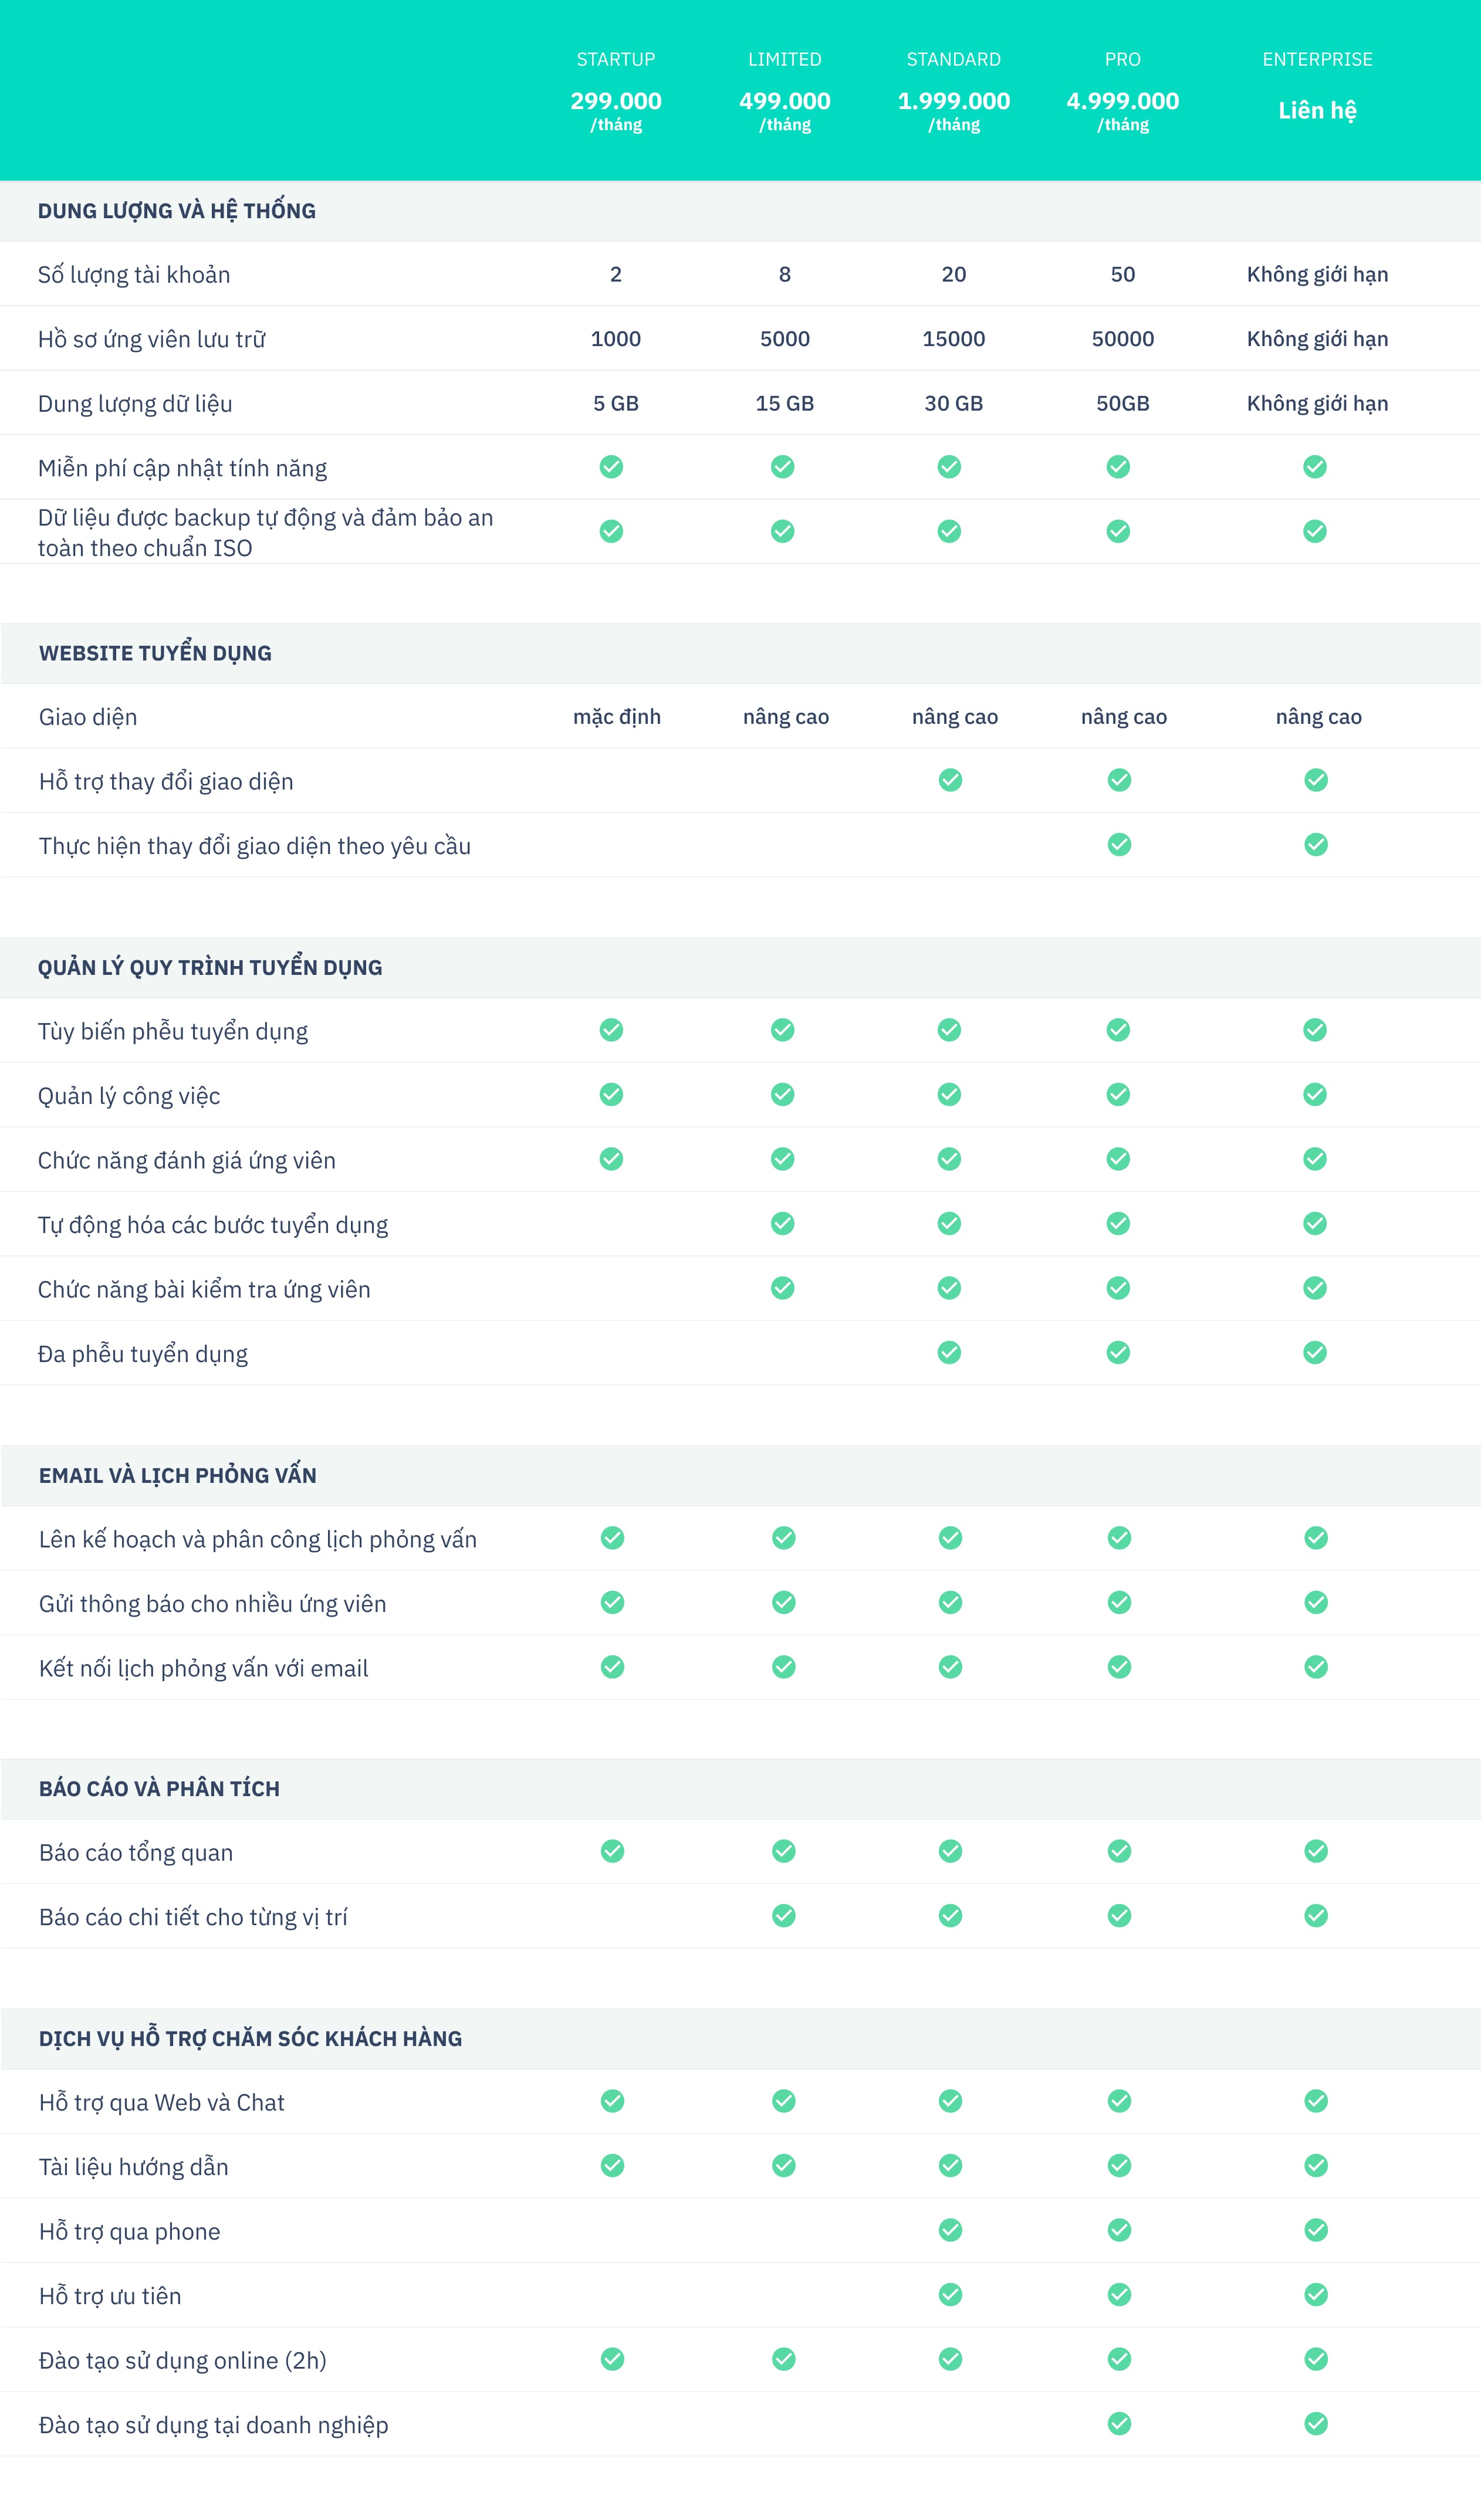 STARTUP LIMITED STANDARD PRO ENTERPRISE
299.000 499.000 1.999.000 4.999.000 Liên hệ
/tháng /tháng /tháng /tháng
DUNG LƯỢNG VÀ HỆ THỐNG
Số lượng tài khoản 2 8 20 50 Không giới hạn
Hồ sơ ứng viên lưu trữ 1000 5000 15000 50000 Không giới hạn
Dung lượng dữ liệu 5 GB 15 GB 30 GB 50GB Không giới hạn
Miễn phí cập nhật tính năng
Dữ liệu được backup tự động và đảm bảo an
toàn theo chuẩn ISO
WEBSITE TUYỂN DỤNG
Giao diện mặc định nâng cao nâng cao nâng cao nâng cao
Hỗ trợ thay đổi giao diện
Thực hiện thay đổi giao diện theo yêu cầu
QUẢN LÝ QUY TRÌNH TUYỂN DỤNG
Tùy biến phễu tuyển dụng
Quản lý công việc
Chức năng đánh giá ứng viên
Tự động hóa các bước tuyển dụng
Chức năng bài kiểm tra ứng viên
Đa phễu tuyển dụng
EMAIL VÀ LỊCH PHỎNG VẤN
Lên kế hoạch và phân công lịch phỏng vấn
Gửi thông báo cho nhiều ứng viên
Kết nối lịch phỏng vấn với email
BÁO CÁO VÀ PHÂN TÍCH
Báo cáo tổng quan
Báo cáo chi tiết cho từng vị trí
DỊCH VỤ HỖ TRỢ CHĂM SÓC KHÁCH HÀNG
Hỗ trợ qua Web và Chat
Tài liệu hướng dẫn
Hỗ trợ qua phone
Hỗ trợ ưu tiên
Đào tạo sử dụng online (2h)
Đào tạo sử dụng tại doanh nghiệp